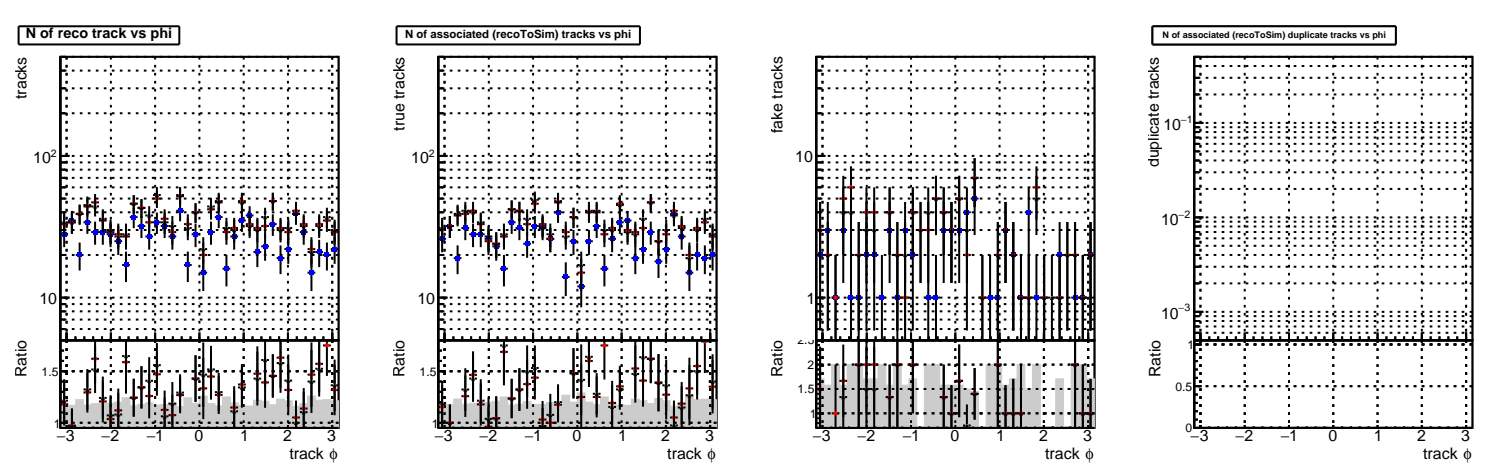 N of reco track vs phi
tracks
10²
10
Ratio
1.5
1
−3 −2 −1 0 1 2 3
track ϕ
N of associated (recoToSim) tracks vs phi
true tracks
10²
10
Ratio
1.5
1
−3 −2 −1 0 1 2 3
track ϕ
fake tracks
10
1
Ratio
2.5
2
1.5
1
−3 −2 −1 0 1 2 3
track ϕ
N of associated (recoToSim) duplicate tracks vs phi
duplicate tracks
10⁻¹
10⁻²
10⁻³
Ratio
1
0.5
0
−3 −2 −1 0 1 2 3
track ϕ